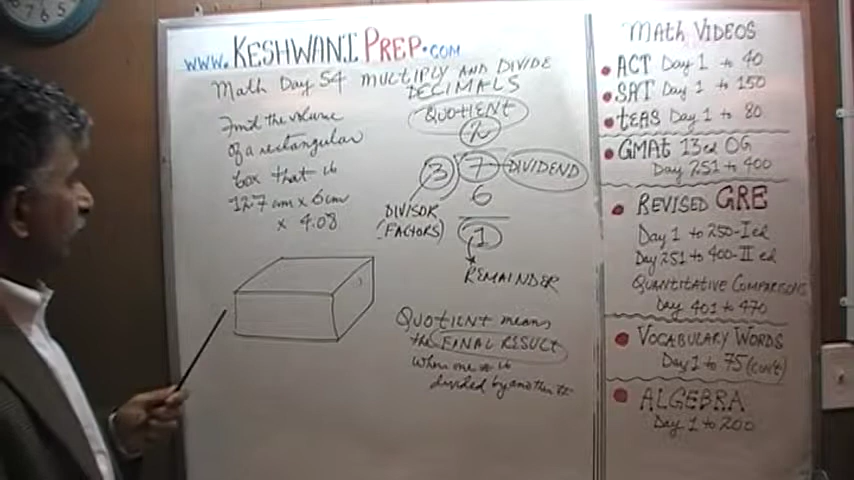 www.KESHWANIPREP.com
Math Day 54 MULTIPLY AND DIVIDE
DECIMALS
Find the volume
of a rectangular
box that is
12.7 cm x 6 cm
x 4.08
QUOTIENT
2
3 7 DIVIDEND
6
DIVISOR
(FACTORS)
1
REMAINDER
QUOTIENT means
the FINAL RESULT
when one # is
divided by another #
MATH VIDEOS
ACT Day 1 to 40
SAT Day 1 to 150
tEAS Day 1 to 80
GMAt 13ed OG
Day 251 to 400
REVISED GRE
Day 1 to 250-I ed
Day 251 to 400-II ed
QUANTITATIVE COMPARISONS
Day 401 to 470
VOCABULARY WORDS
Day 1 to 75 (con't)
ALGEBRA
Day 1 to 200
7 6 5